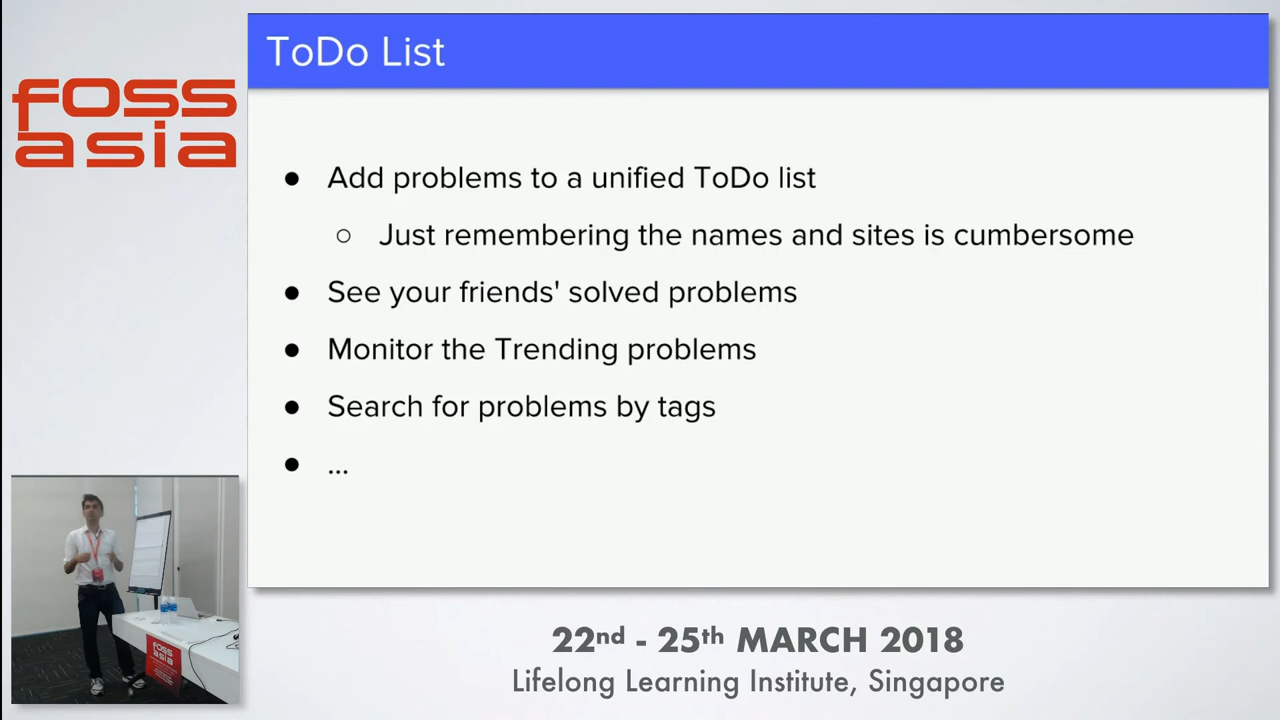 foss
asia
ToDo List
● Add problems to a unified ToDo list
○ Just remembering the names and sites is cumbersome
● See your friends' solved problems
● Monitor the Trending problems
● Search for problems by tags
● ...
foss
asia
22nd - 25th MARCH 2018
Lifelong Learning Institute, Singapore